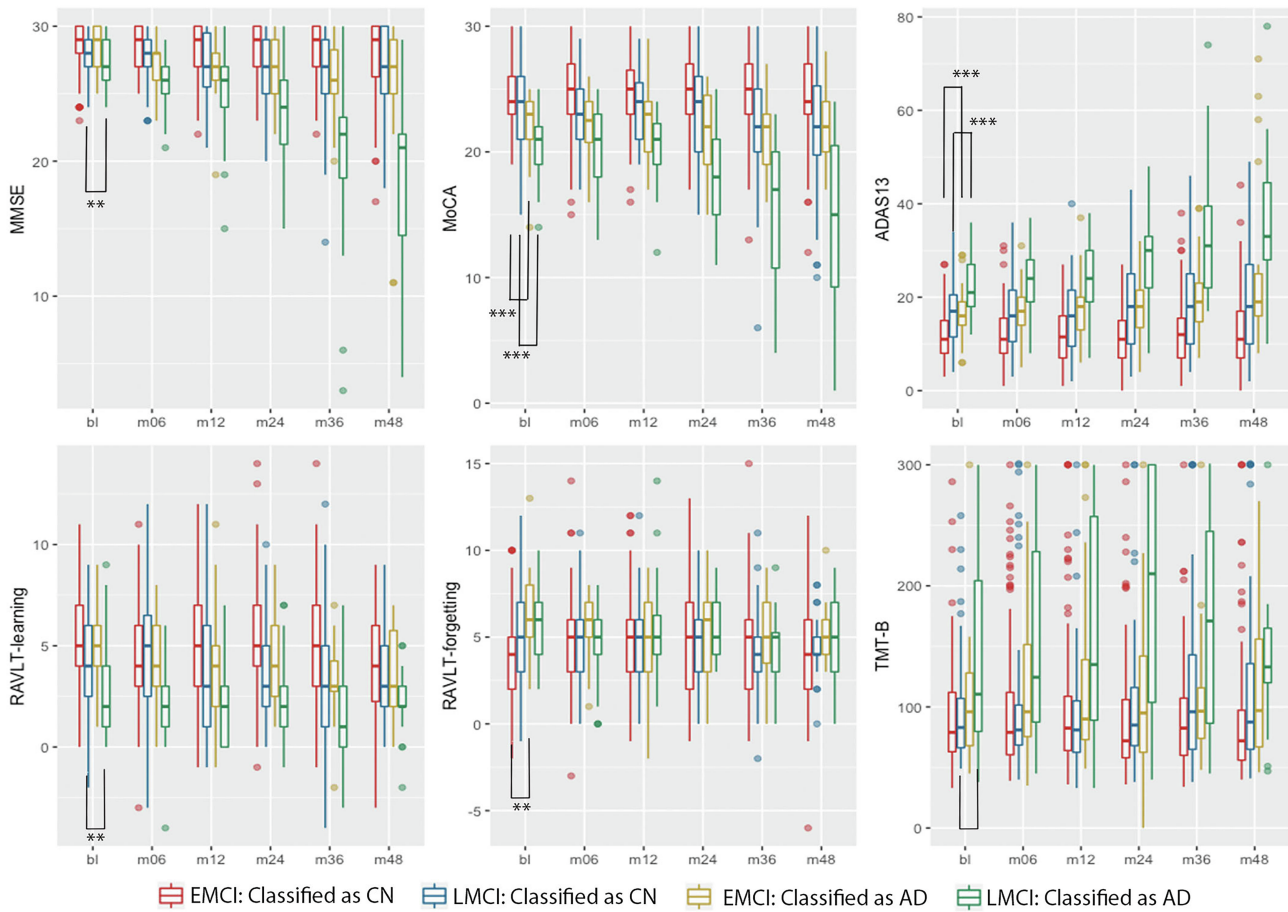 MMSE
30
20
10
**
bl m06 m12 m24 m36 m48
MoCA
30
20
10
0
***
***
bl m06 m12 m24 m36 m48
ADAS13
80
60
40
20
0
***
***
bl m06 m12 m24 m36 m48
RAVLT-learning
10
5
0
**
bl m06 m12 m24 m36 m48
RAVLT-forgetting
15
10
5
0
-5
**
bl m06 m12 m24 m36 m48
TMT-B
300
200
100
0
bl m06 m12 m24 m36 m48
EMCI: Classified as CN LMCI: Classified as CN EMCI: Classified as AD LMCI: Classified as AD